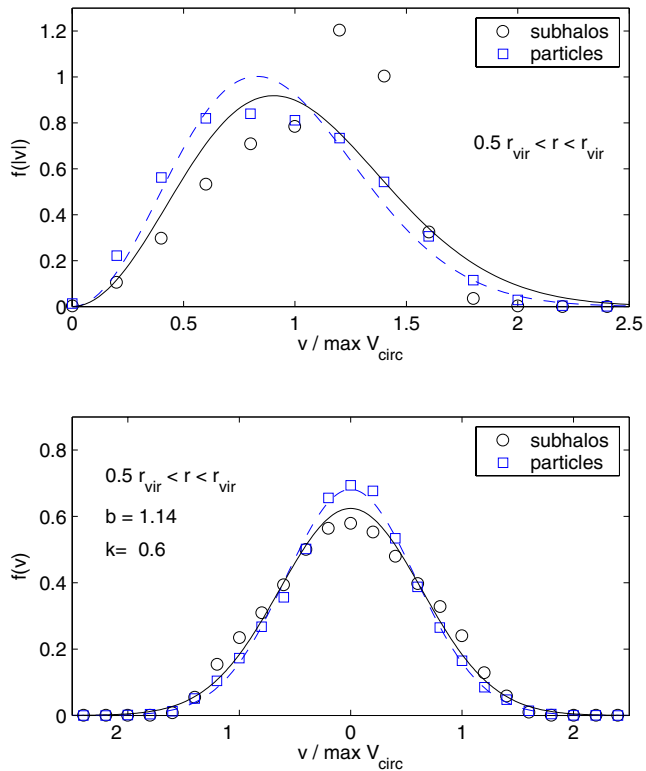 1.2
1
0.8
0.6
0.4
0.2
0
f(|v|)
subhalos
particles
0.5 r_vir < r < r_vir
0 0.5 1 1.5 2 2.5
v / max V_circ
0.8
0.6
0.4
0.2
0
f(v)
0.5 r_vir < r < r_vir
b = 1.14
k= 0.6
subhalos
particles
2 1 0 1 2
v / max V_circ